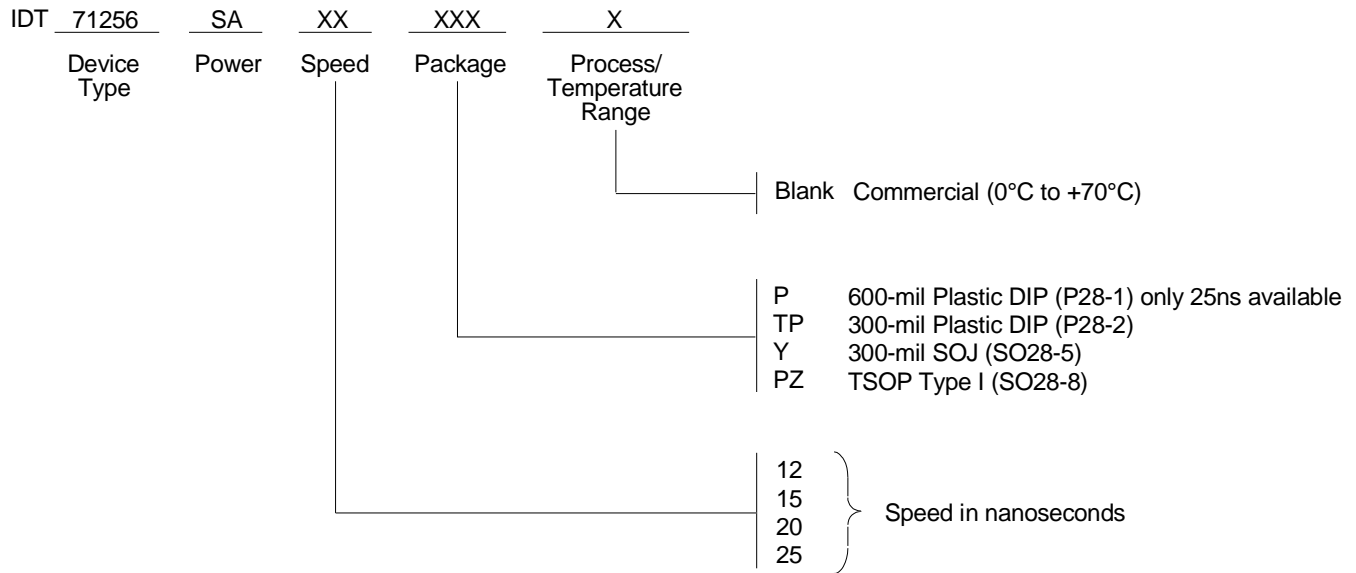 IDT 71256 SA XX XXX X
Device Type Power Speed Package Process/ Temperature Range
Blank Commercial (0°C to +70°C)
P 600-mil Plastic DIP (P28-1) only 25ns available
TP 300-mil Plastic DIP (P28-2)
Y 300-mil SOJ (SO28-5)
PZ TSOP Type I (SO28-8)
12
15
20
25
Speed in nanoseconds